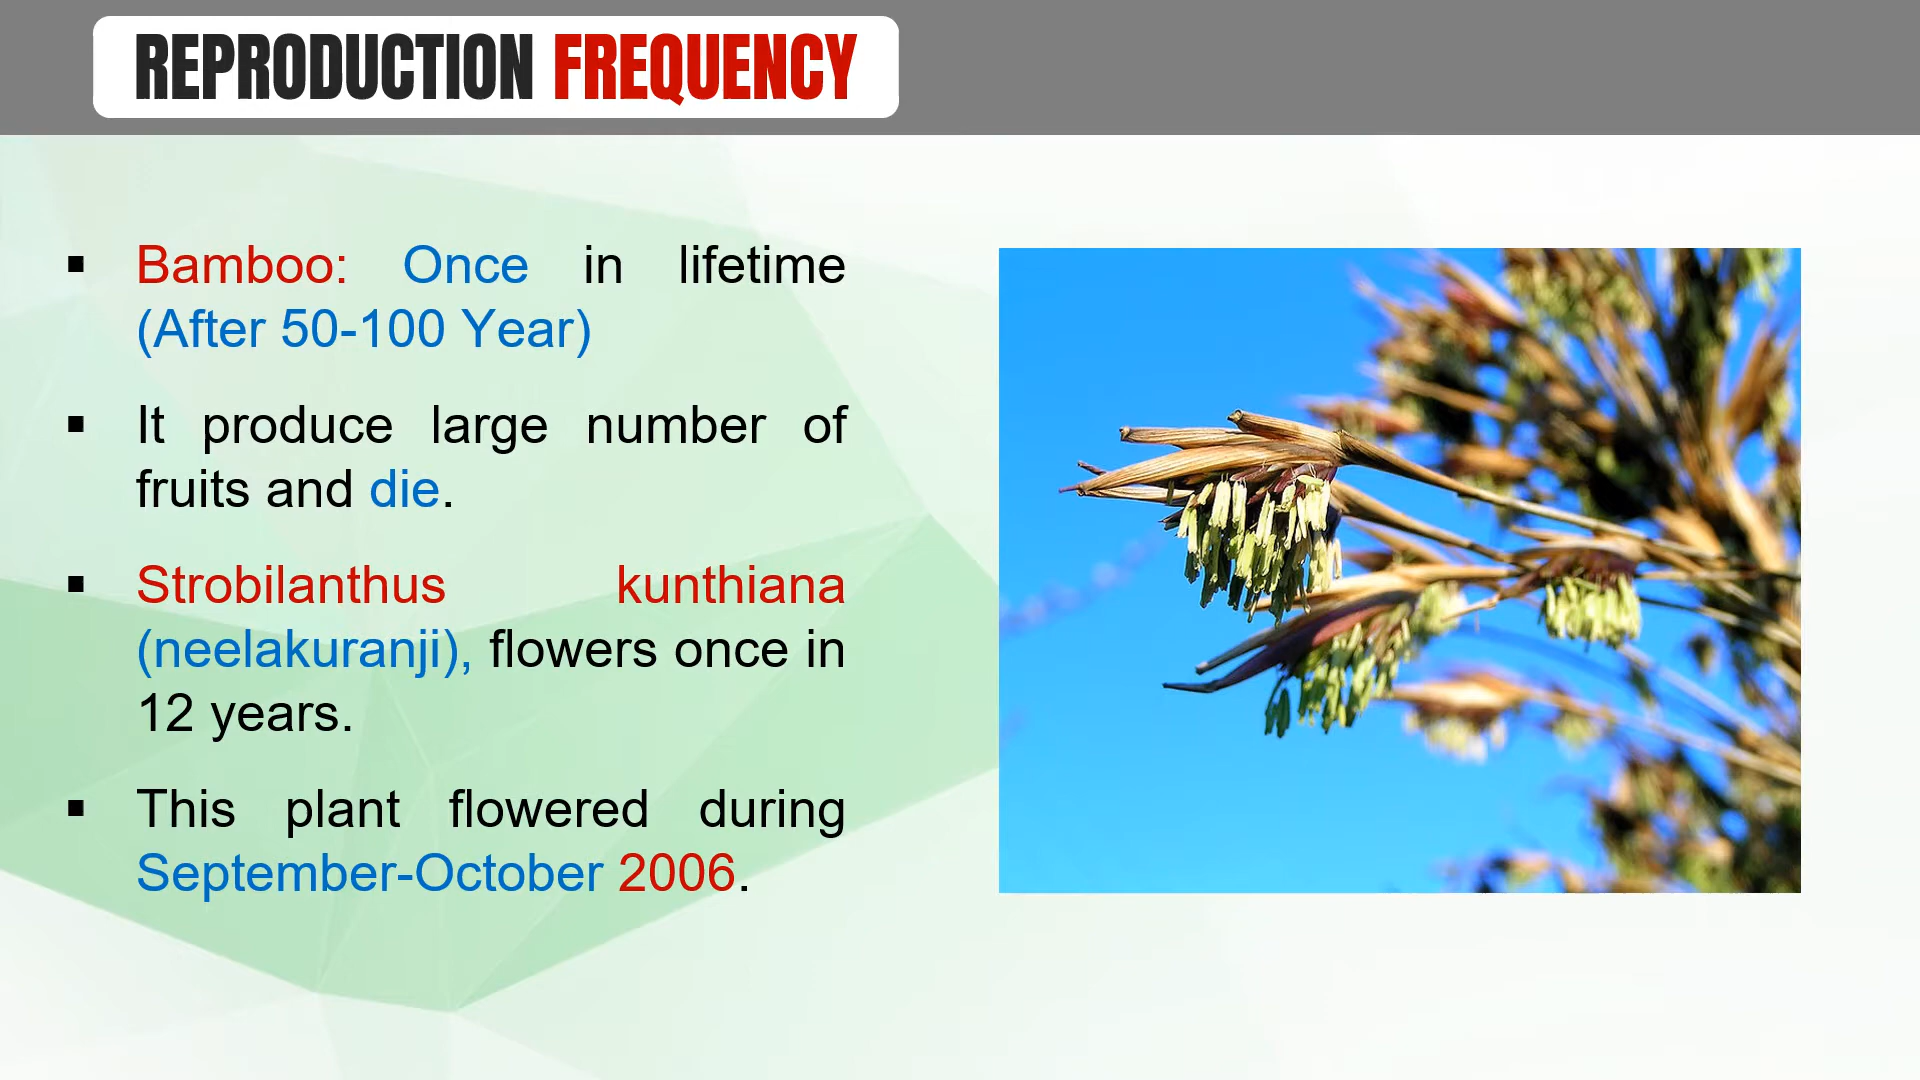 REPRODUCTION FREQUENCY
▪ Bamboo: Once in lifetime
(After 50-100 Year)
▪ It produce large number of
fruits and die.
▪ Strobilanthus kunthiana
(neelakuranji), flowers once in
12 years.
▪ This plant flowered during
September-October 2006.